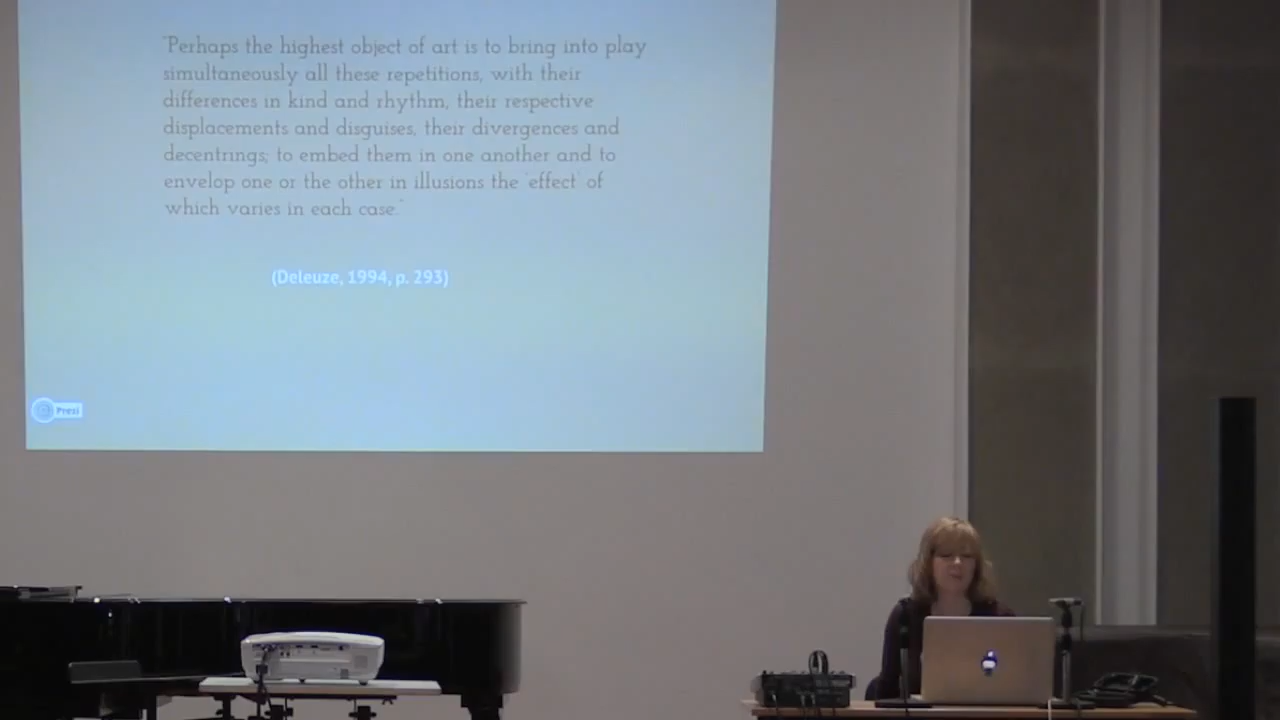 "Perhaps the highest object of art is to bring into play
simultaneously all these repetitions, with their
differences in kind and rhythm, their respective
displacements and disguises, their divergences and
decentrings; to embed them in one another and to
envelop one or the other in illusions the 'effect' of
which varies in each case."
(Deleuze, 1994, p. 293)
Prezi